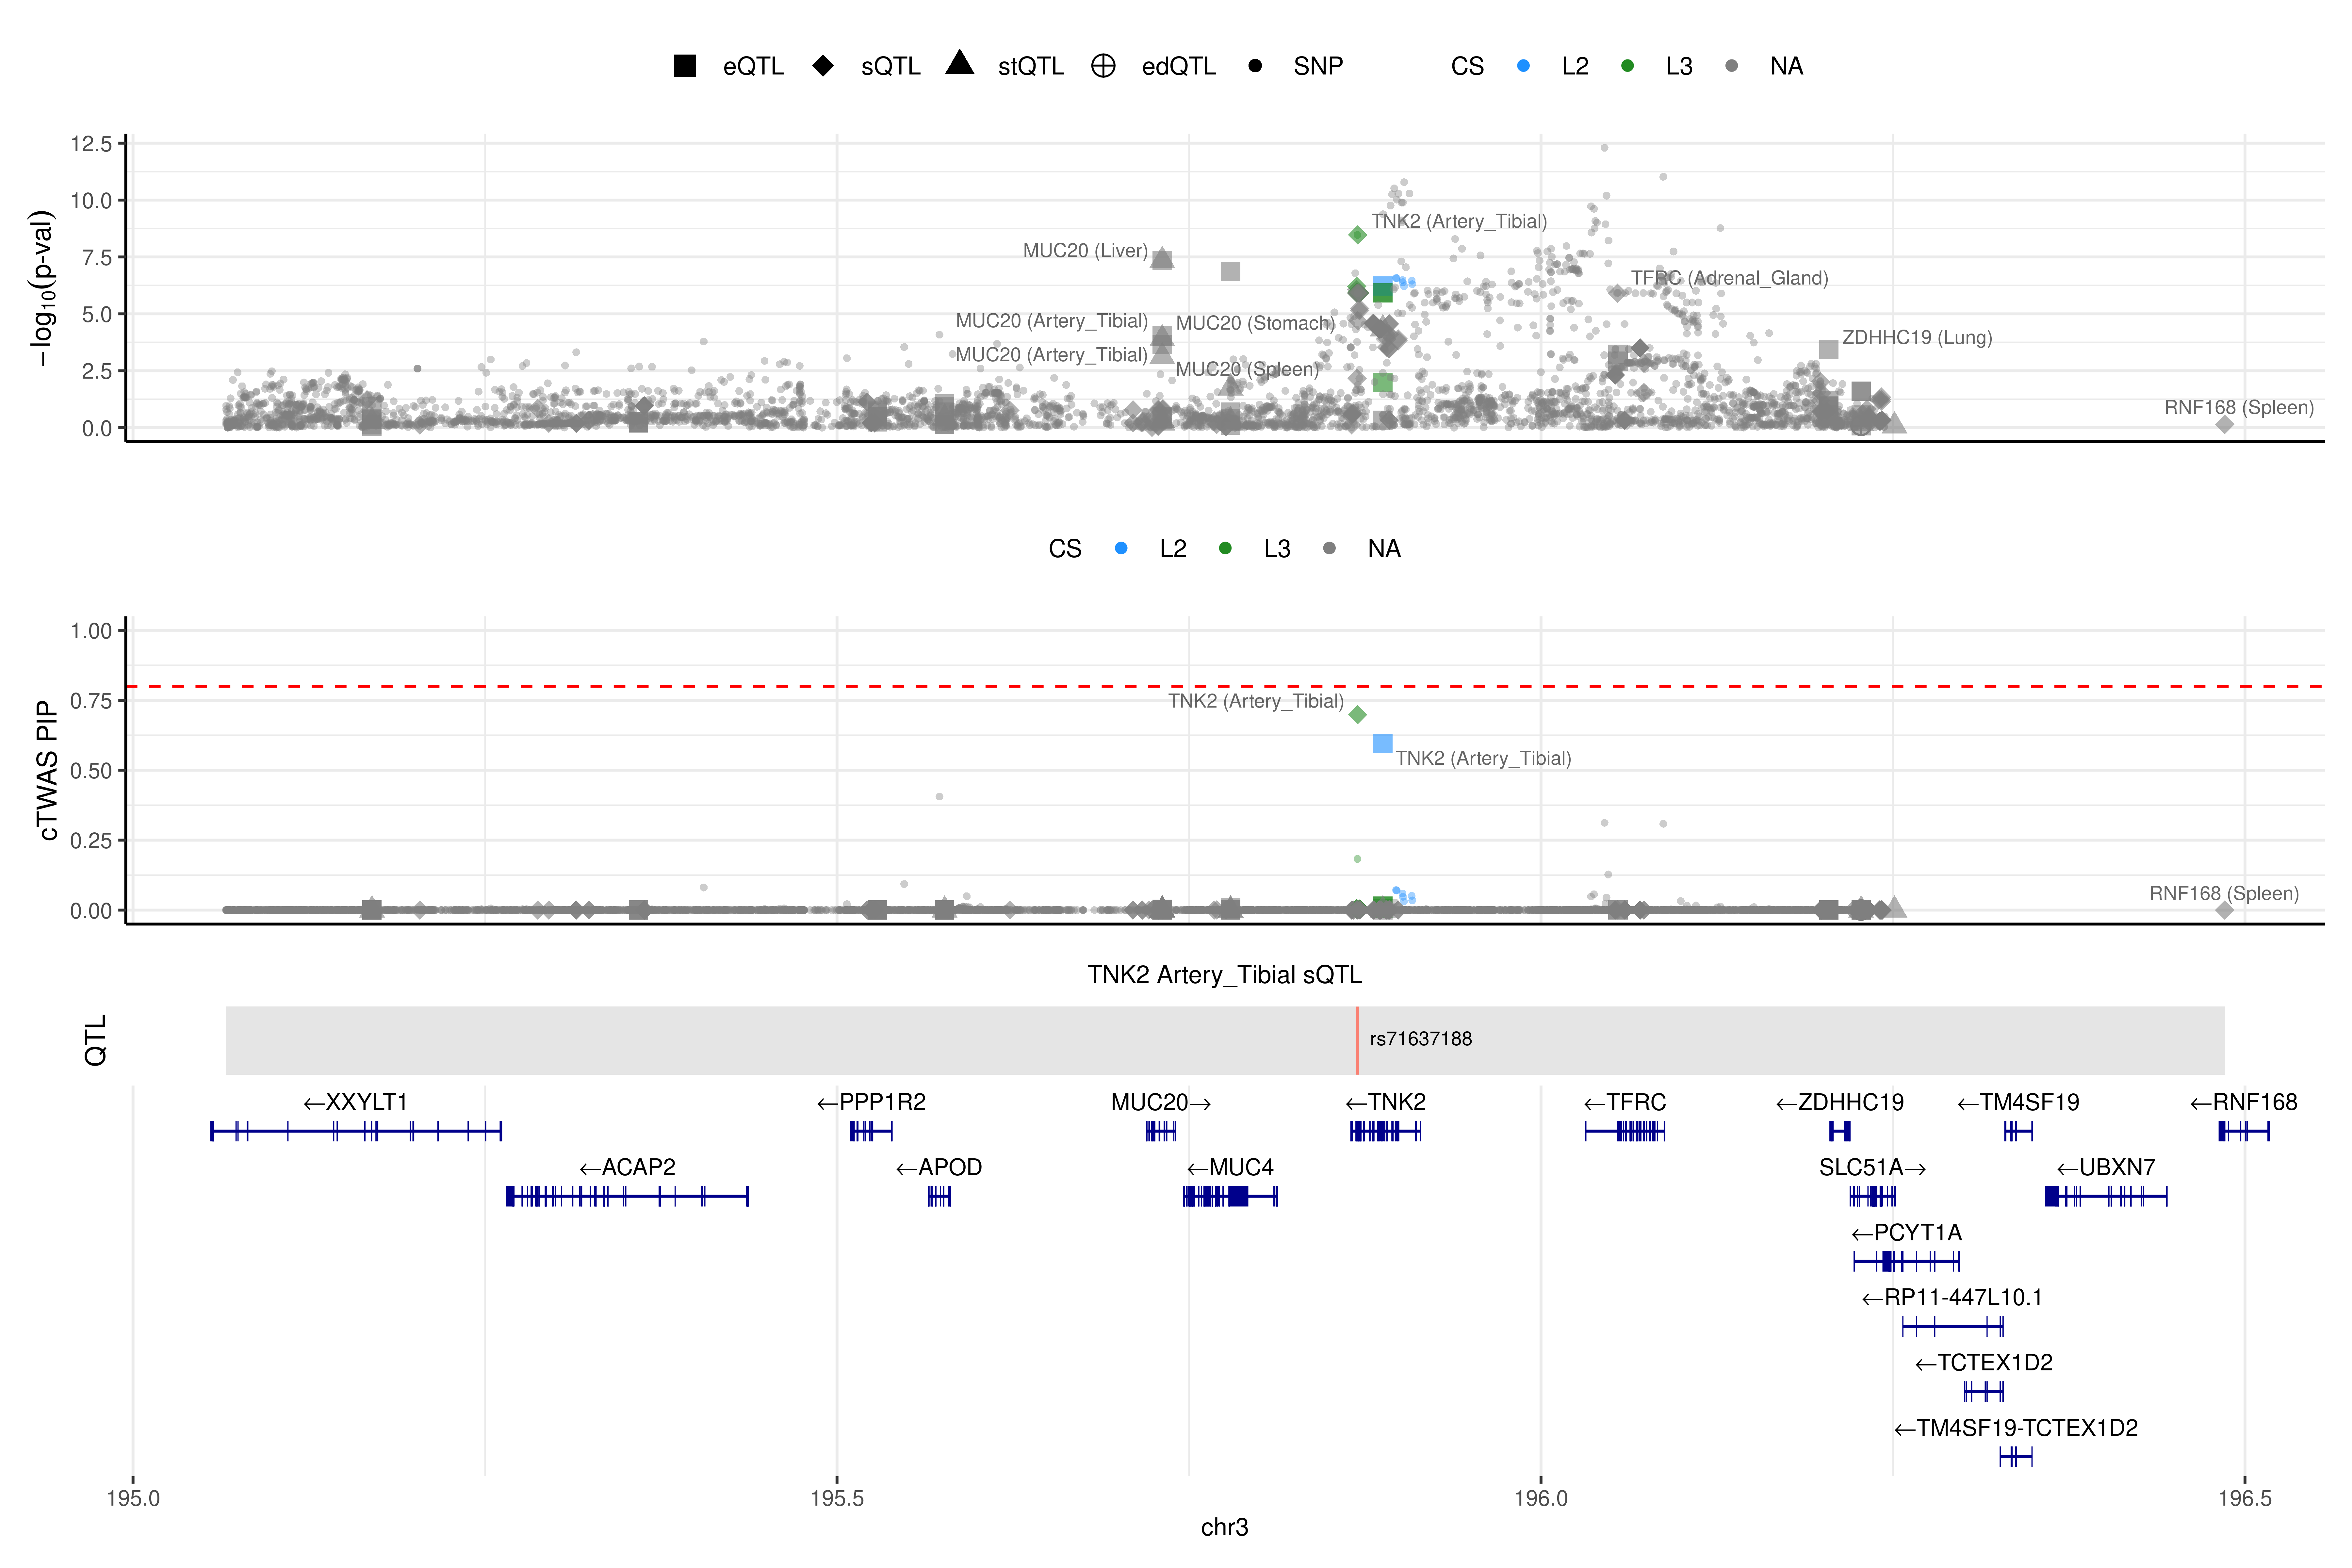 eQTL sQTL stQTL edQTL SNP CS L2 L3 NA
−log10(p-val)
12.5
10.0
7.5
5.0
2.5
0.0
TNK2 (Artery_Tibial)
MUC20 (Liver)
TFRC (Adrenal_Gland)
MUC20 (Artery_Tibial)
MUC20 (Stomach)
ZDHHC19 (Lung)
MUC20 (Artery_Tibial)
MUC20 (Spleen)
RNF168 (Spleen)
CS L2 L3 NA
cTWAS PIP
1.00
0.75
0.50
0.25
0.00
TNK2 (Artery_Tibial)
TNK2 (Artery_Tibial)
RNF168 (Spleen)
TNK2 Artery_Tibial sQTL
QTL
rs71637188
←XXYLT1 ←PPP1R2 MUC20→ ←TNK2 ←TFRC ←ZDHHC19 ←TM4SF19 ←RNF168
←ACAP2 ←APOD ←MUC4 SLC51A→ ←UBXN7
←PCYT1A
←RP11-447L10.1
←TCTEX1D2
←TM4SF19-TCTEX1D2
195.0 195.5 196.0 196.5
chr3